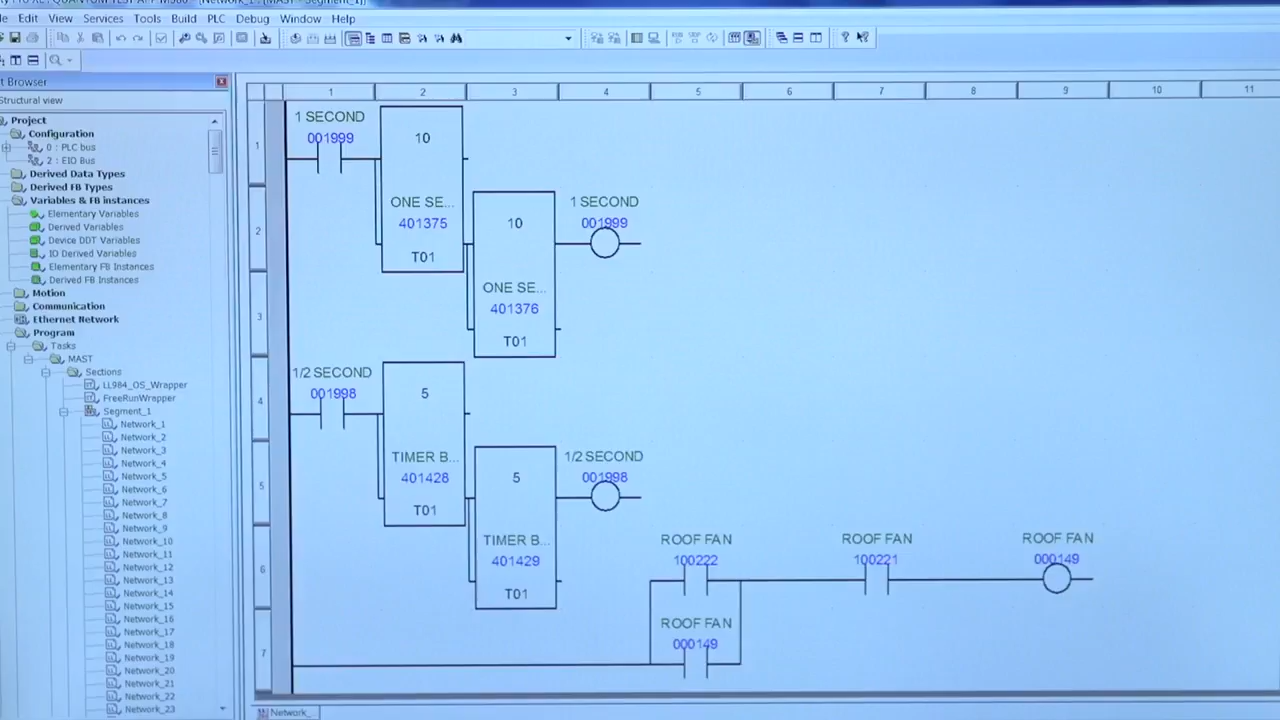 Edit View Services Tools Build PLC Debug Window Help
Browser
Structural view
Project
Configuration
0 : PLC bus
2 : EIO Bus
Derived Data Types
Derived FB Types
Variables & FB instances
Elementary Variables
Derived Variables
Device DDT Variables
IO Derived Variables
Elementary FB Instances
Derived FB Instances
Motion
Communication
Ethernet Network
Program
Tasks
MAST
Sections
LL984_OS_Wrapper
FreeRunWrapper
Segment_1
Network_1
Network_2
Network_3
Network_4
Network_5
Network_6
Network_7
Network_8
Network_9
Network_10
Network_11
Network_12
Network_13
Network_14
Network_15
Network_16
Network_17
Network_18
Network_19
Network_20
Network_21
Network_22
Network_23
1 2 3 4 5 6 7 8 9 10 11
1
1 SECOND
001999
10
ONE SE...
401375
T01
2
10
ONE SE...
401376
T01
1 SECOND
001999
3
4
1/2 SECOND
001998
5
TIMER B...
401428
T01
5
5
TIMER B...
401429
T01
1/2 SECOND
001998
6
ROOF FAN
100222
ROOF FAN
100221
ROOF FAN
000149
7
ROOF FAN
000149
Network_